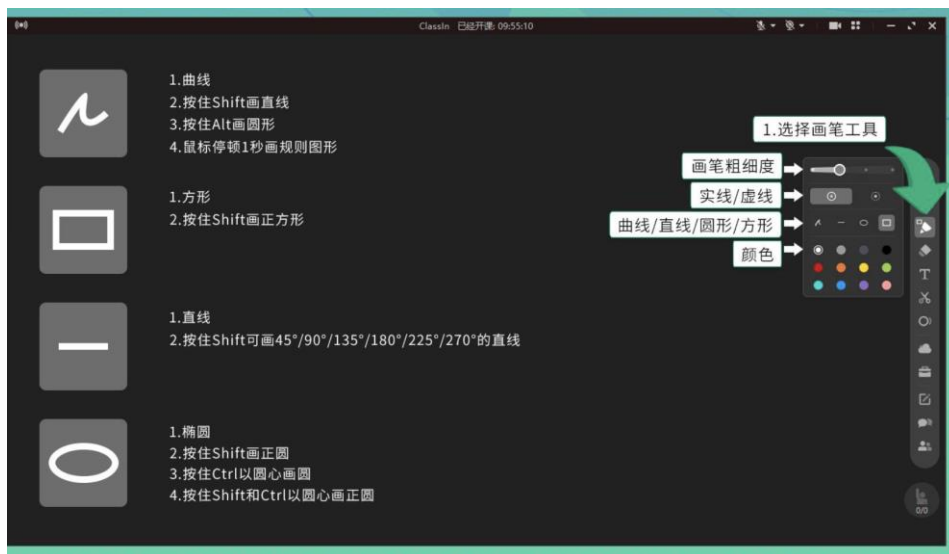 ClassIn 已经开课: 09:55:10
1.曲线
2.按住Shift画直线
3.按住Alt画圆形
4.鼠标停顿1秒画规则图形
1.方形
2.按住Shift画正方形
1.直线
2.按住Shift可画45°/90°/135°/180°/225°/270°的直线
1.椭圆
2.按住Shift画正圆
3.按住Ctrl以圆心画圆
4.按住Shift和Ctrl以圆心画正圆
1.选择画笔工具
画笔粗细度
实线/虚线
曲线/直线/圆形/方形
颜色
T
0/0